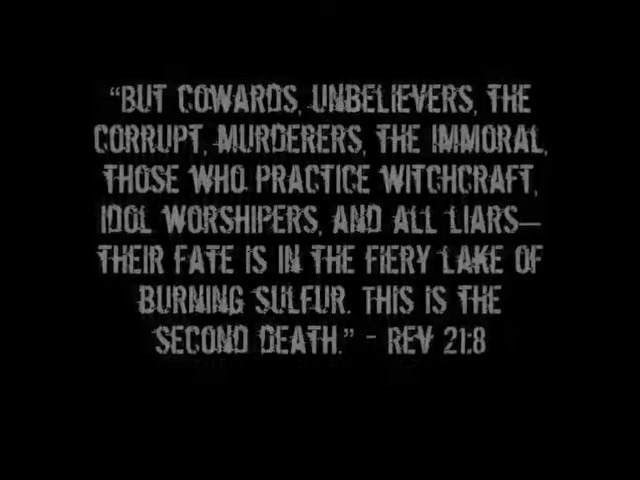 “BUT COWARDS, UNBELIEVERS, THE
CORRUPT, MURDERERS, THE IMMORAL,
THOSE WHO PRACTICE WITCHCRAFT,
IDOL WORSHIPERS, AND ALL LIARS—
THEIR FATE IS IN THE FIERY LAKE OF
BURNING SULFUR. THIS IS THE
SECOND DEATH.” - REV 21:8